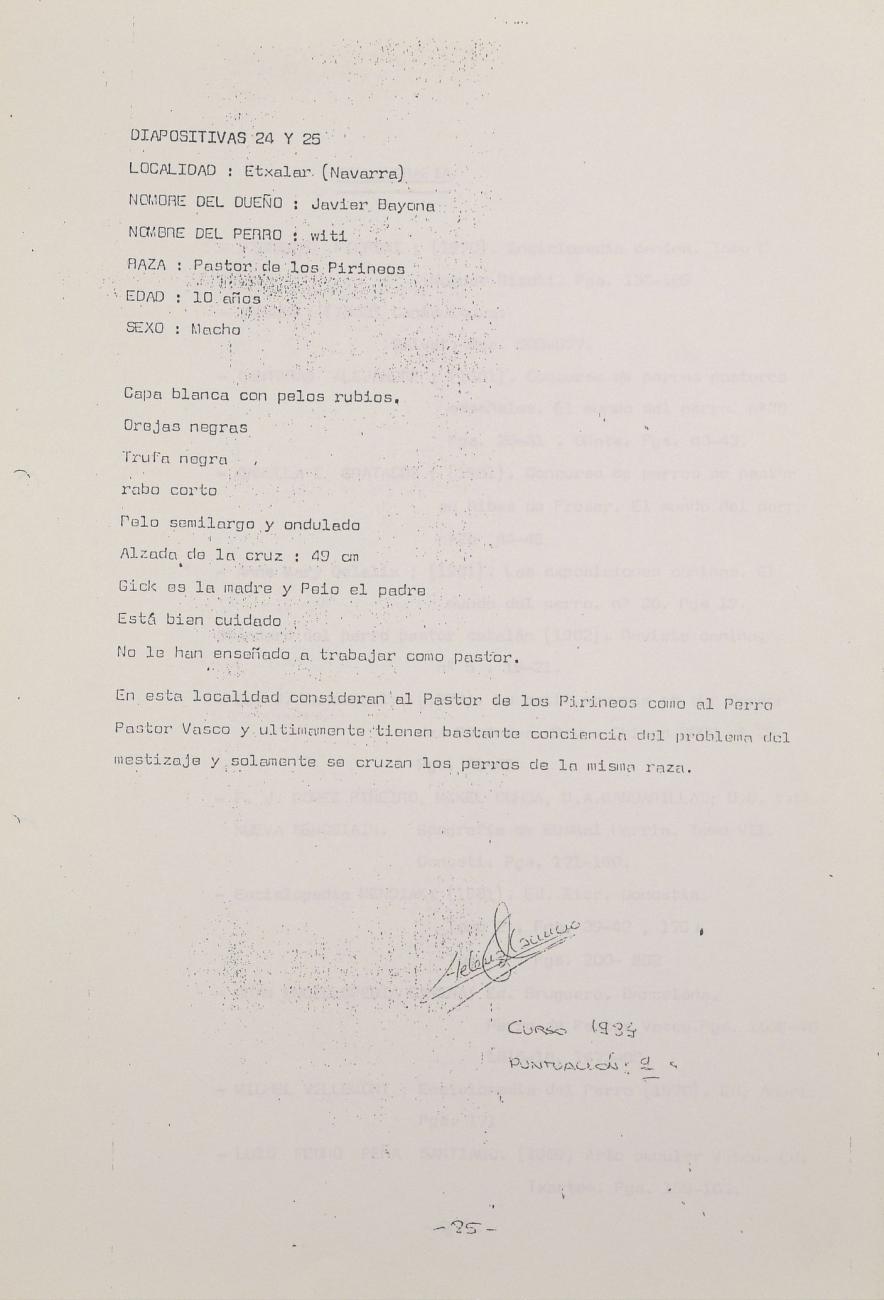 DIAPOSITIVAS 24 Y 25
LOCALIDAD : Etxalar (Navarra)
NOMBRE DEL DUEÑO : Javier Bayona
NOMBRE DEL PERRO : witi
RAZA : Pastor de los Pirineos
EDAD : 10 años
SEXO : Macho
Capa blanca con pelos rubios.
Orejas negras
Trufa negra
rabo corto
Pelo semilargo y ondulado
Alzada de la cruz : 49 cm
Gick es la madre y Peio el padre
Está bien cuidado
No le han enseñado a trabajar como pastor.
En esta localidad consideran al Pastor de los Pirineos como al Perro
Pastor Vasco y ultimamente tienen bastante conciencia del problema del
mestizaje y solamente se cruzan los perros de la misma raza.
CURSO
PUNTUACIÓN :
-25-